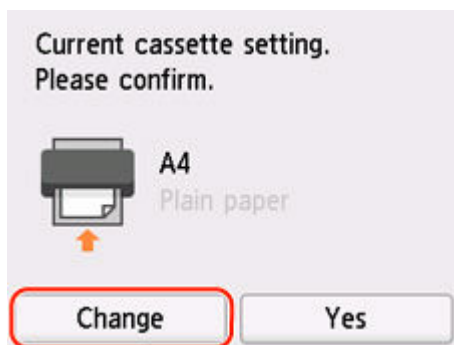 Current cassette setting.
Please confirm.
A4
Plain paper
Change
Yes